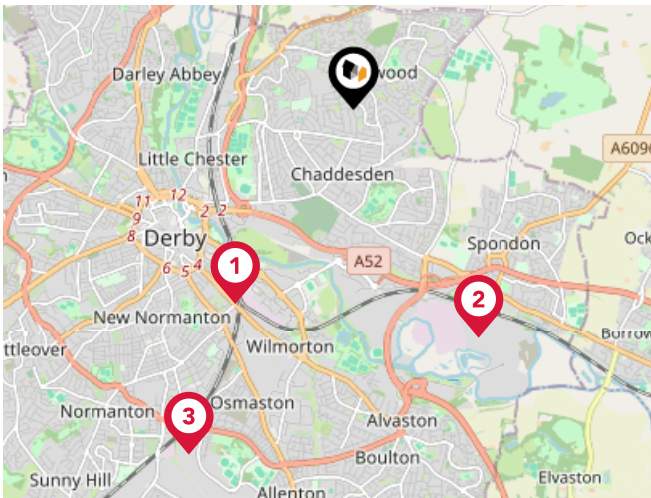 Darley Abbey
wood
Little Chester
A6096
Chaddesden
11
12
9
2
2
8
Derby
Spondon
Ock
6
5
4
1
A52
2
New Normanton
ttleover
Wilmorton
Borrow
Normanton
3
Osmaston
Alvaston
Boulton
Sunny Hill
Elvaston
Allenton